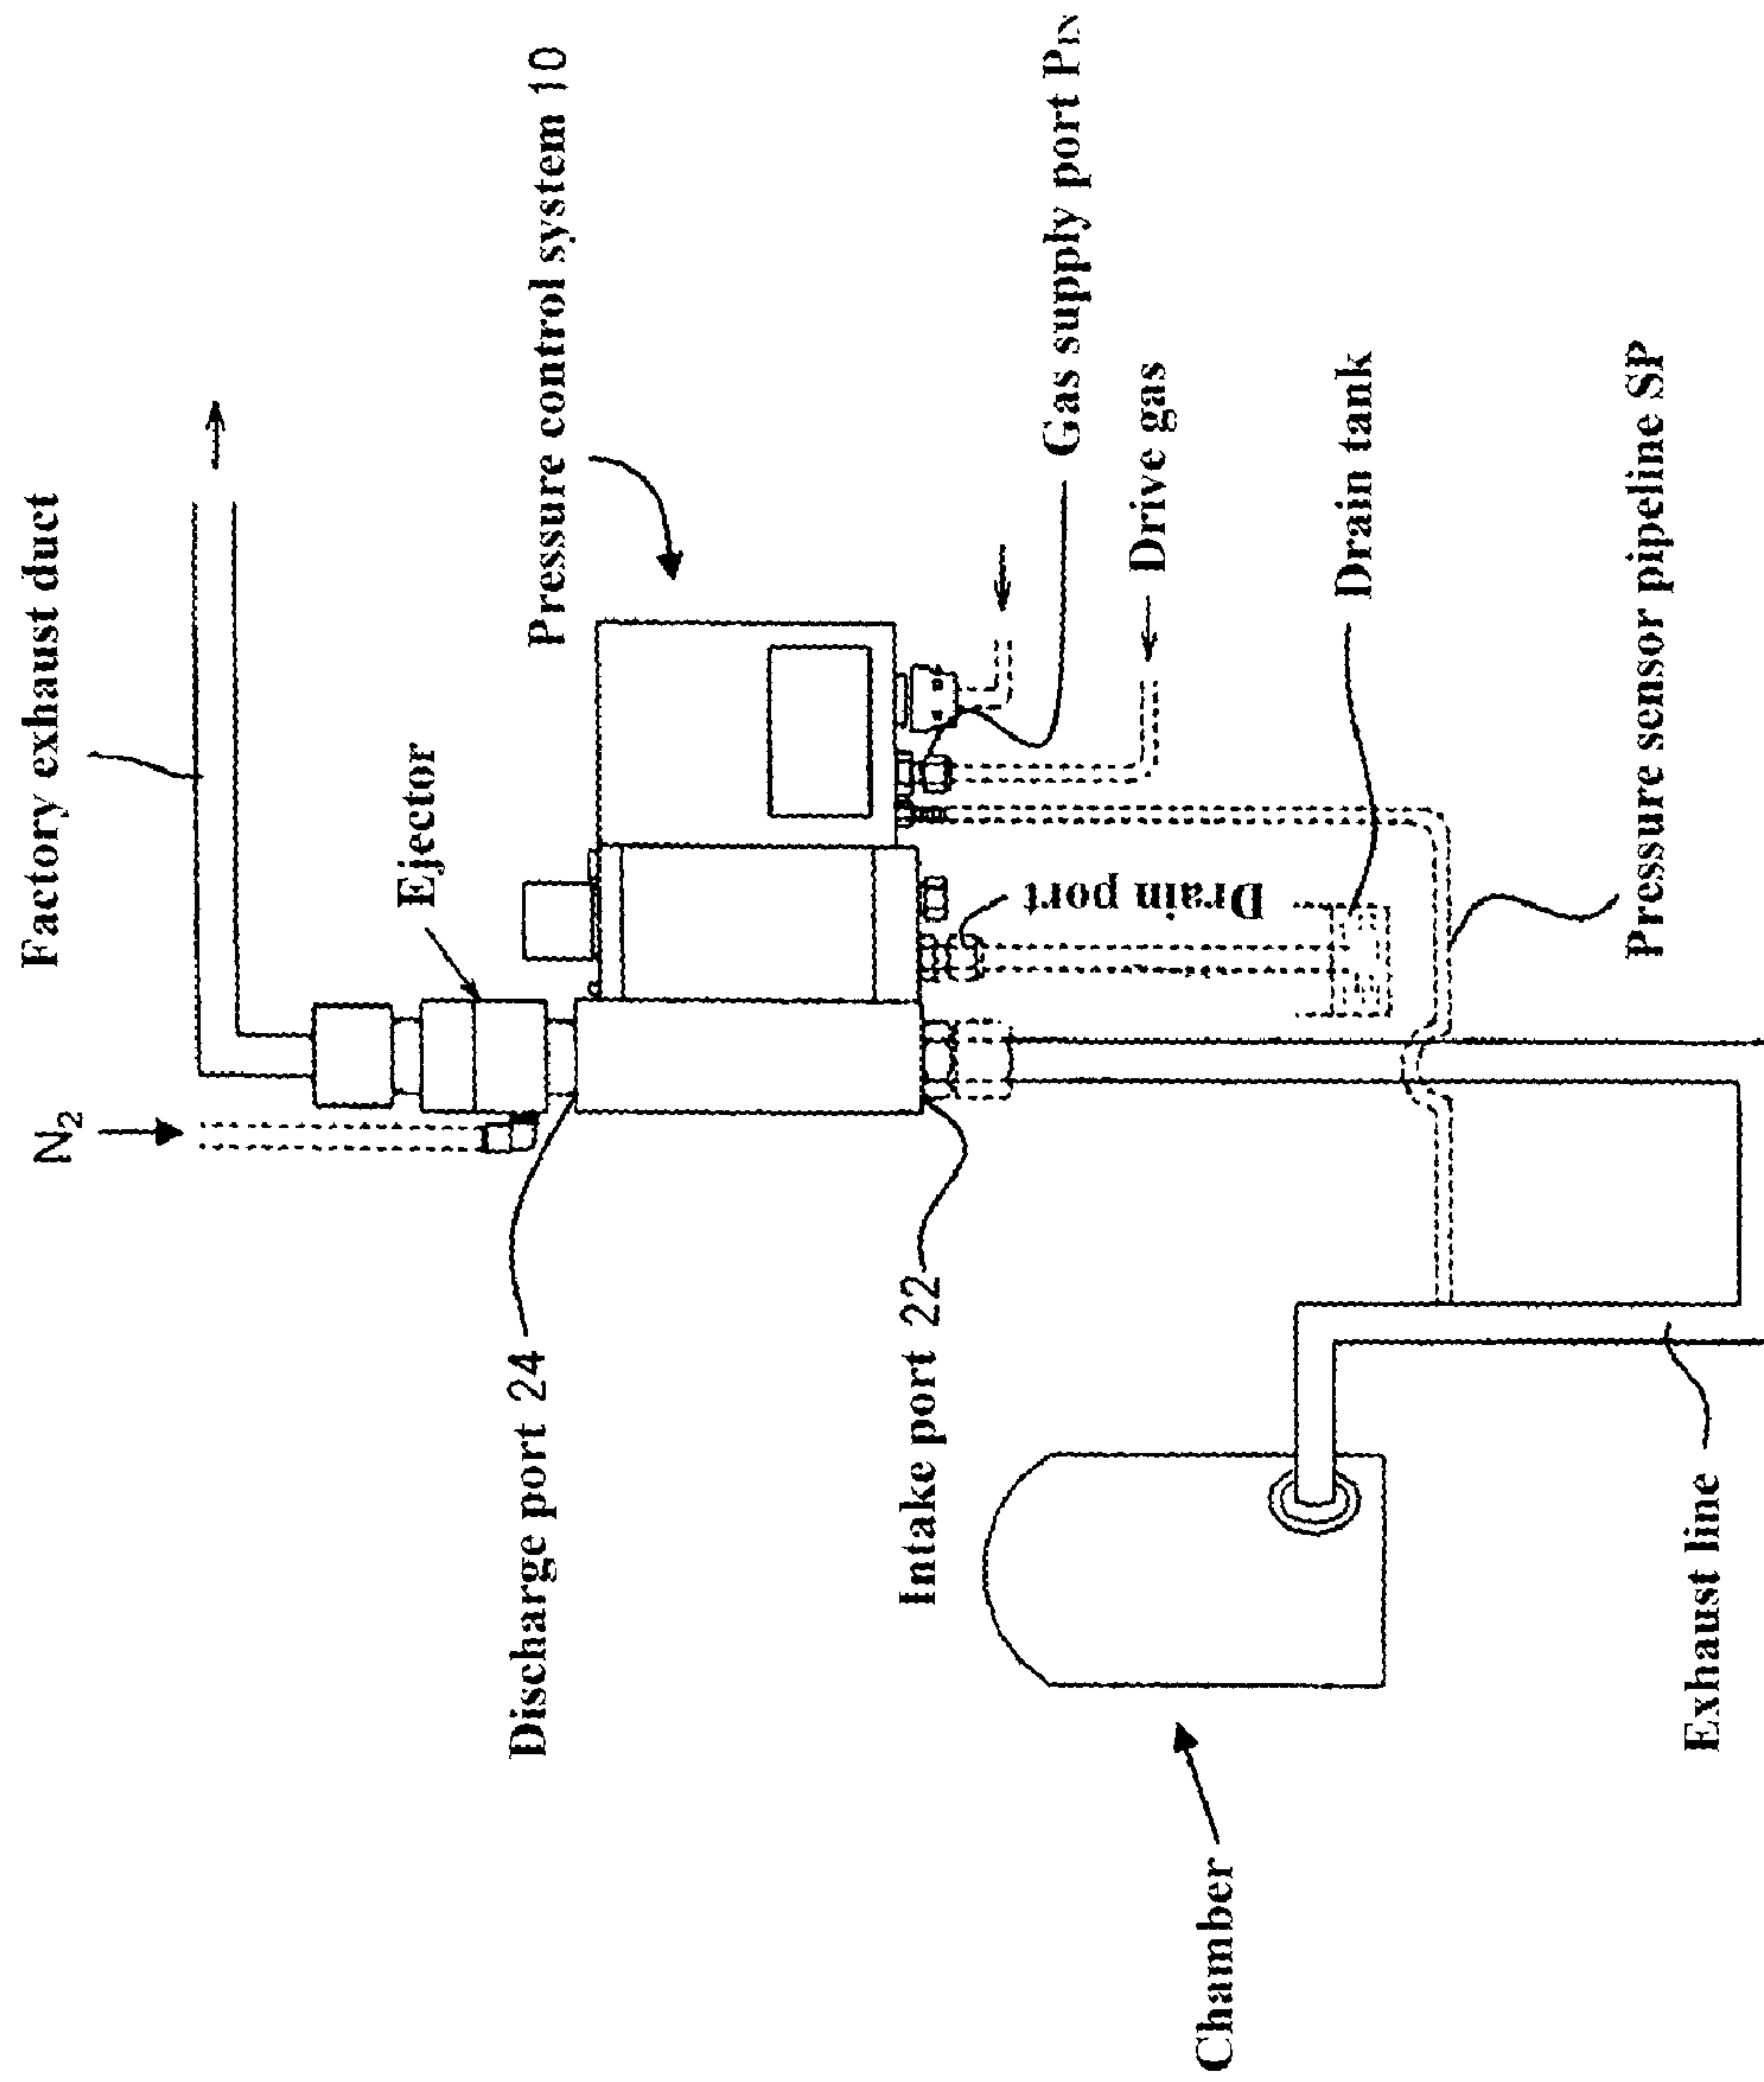 Factory exhaust duct
N₂
Ejector
Pressure control system 10
Discharge port 24
Intake port 22
Gas supply port PIN
Drive gas
Drain port
Drain tank
Pressure sensor pipeline SP
Chamber
Exhaust line